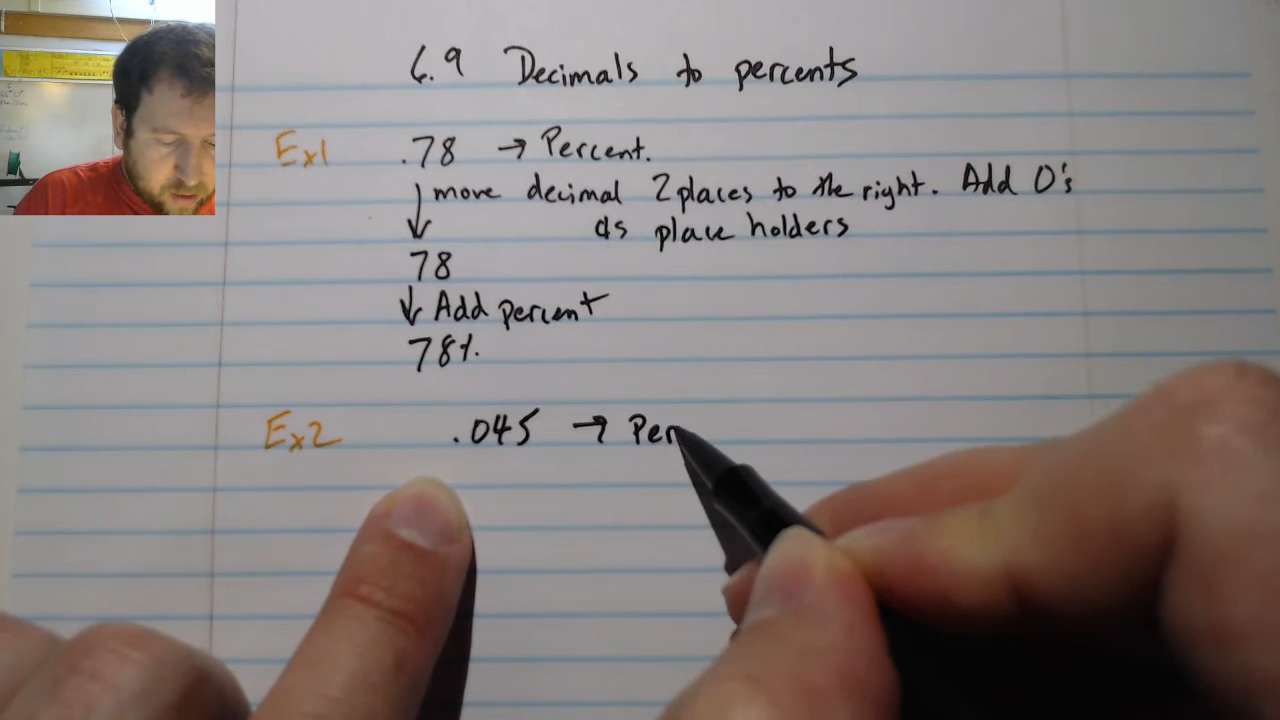 6.9 Decimals to percents
Ex1 .78 → Percent.
move decimal 2 places to the right. Add 0's
as place holders
78
Add percent
78%
Ex2 .045 → Per